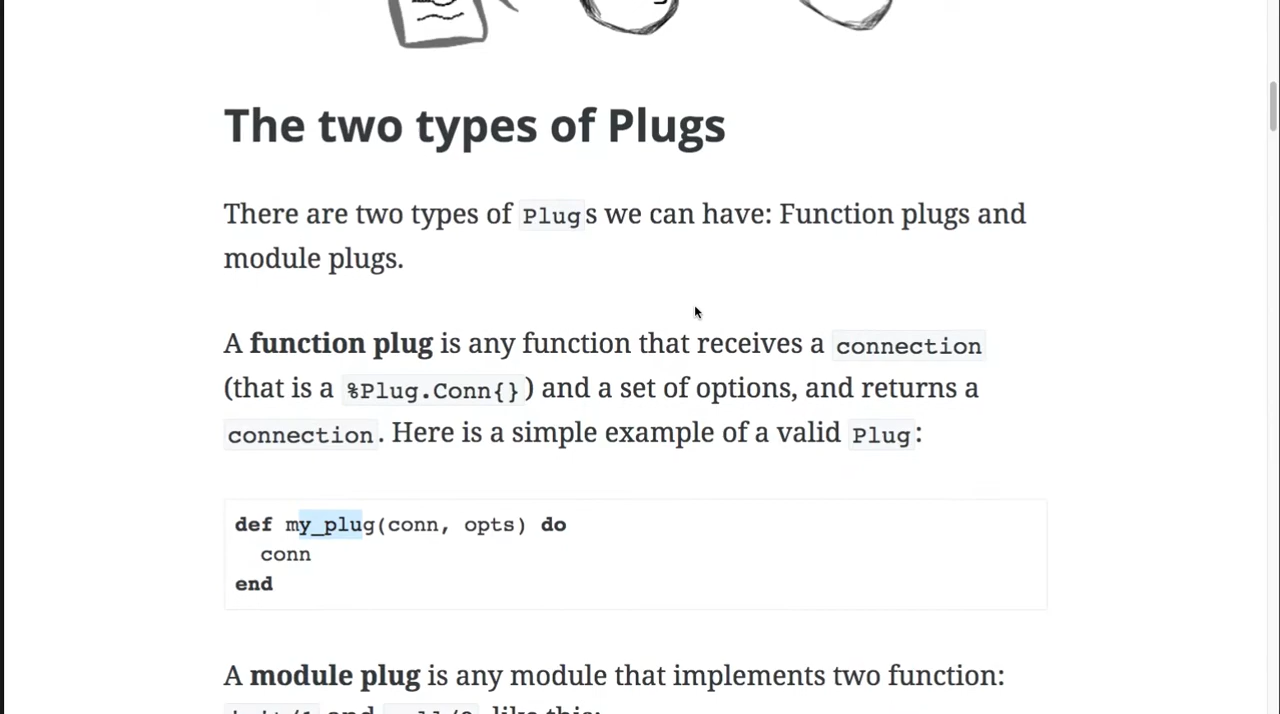 The two types of Plugs
There are two types of Plugs we can have: Function plugs and
module plugs.
A function plug is any function that receives a connection
(that is a %Plug.Conn{}) and a set of options, and returns a
connection. Here is a simple example of a valid Plug:
def my_plug(conn, opts) do
  conn
end
A module plug is any module that implements two function:
and like this: